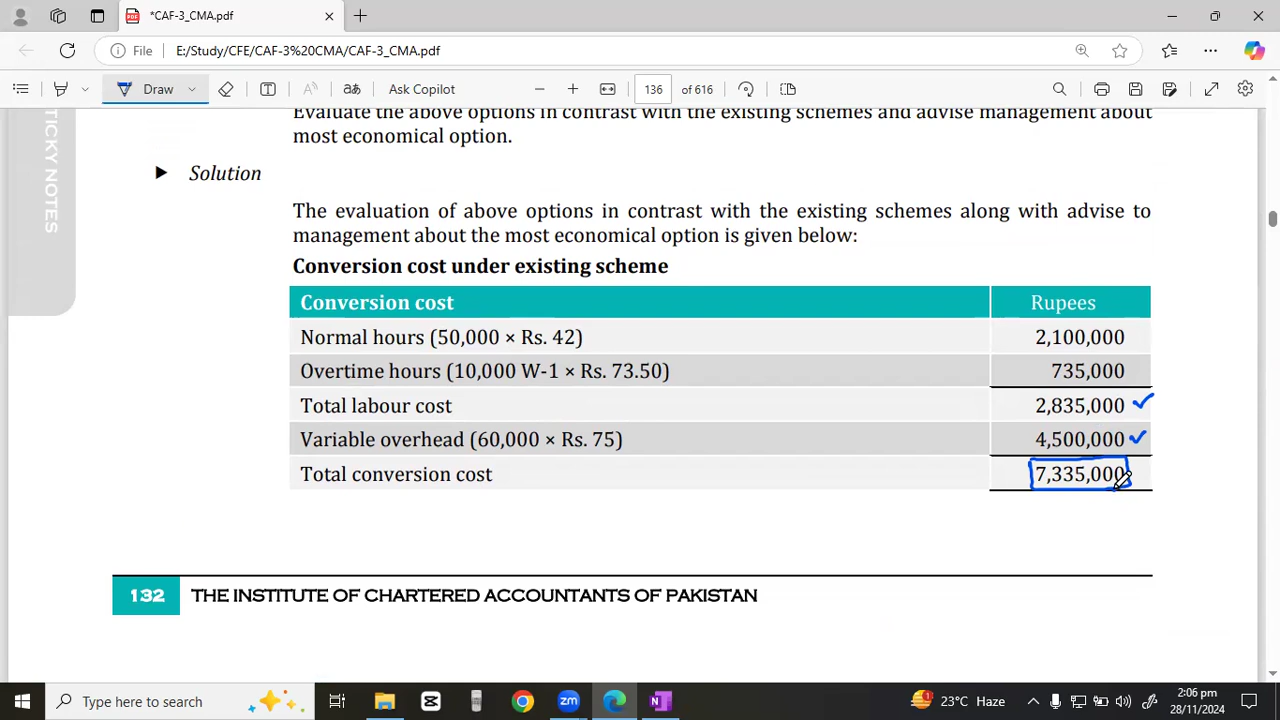 *CAF-3_CMA.pdf
File E:/Study/CFE/CAF-3%20CMA/CAF-3_CMA.pdf
Draw aあ Ask Copilot 136 of 616
STICKY NOTES
Evaluate the above options in contrast with the existing schemes and advise management about
most economical option.
Solution
The evaluation of above options in contrast with the existing schemes along with advise to
management about the most economical option is given below:
Conversion cost under existing scheme
Conversion cost Rupees
Normal hours (50,000 × Rs. 42) 2,100,000
Overtime hours (10,000 W-1 × Rs. 73.50) 735,000
Total labour cost 2,835,000
Variable overhead (60,000 × Rs. 75) 4,500,000
Total conversion cost 7,335,000
132 THE INSTITUTE OF CHARTERED ACCOUNTANTS OF PAKISTAN
Type here to search zm 1 23°C Haze 2:06 pm
28/11/2024